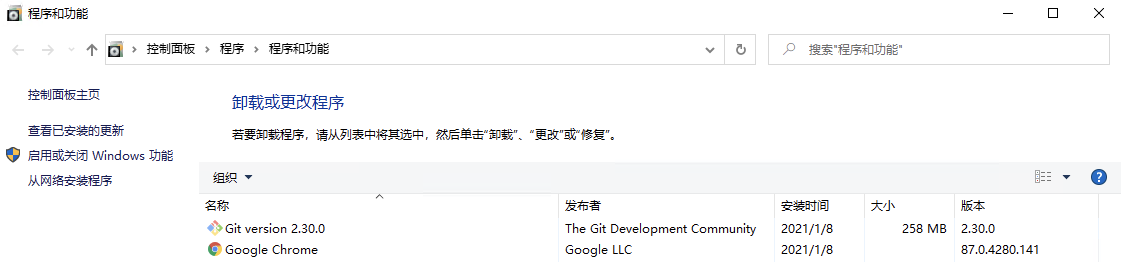 程序和功能
控制面板 程序 程序和功能
搜索"程序和功能"
控制面板主页
查看已安装的更新
启用或关闭 Windows 功能
从网络安装程序
卸载或更改程序
若要卸载程序，请从列表中将其选中，然后单击“卸载”、“更改”或“修复”。
组织
名称 发布者 安装时间 大小 版本
Git version 2.30.0 The Git Development Community 2021/1/8 258 MB 2.30.0
Google Chrome Google LLC 2021/1/8 87.0.4280.141